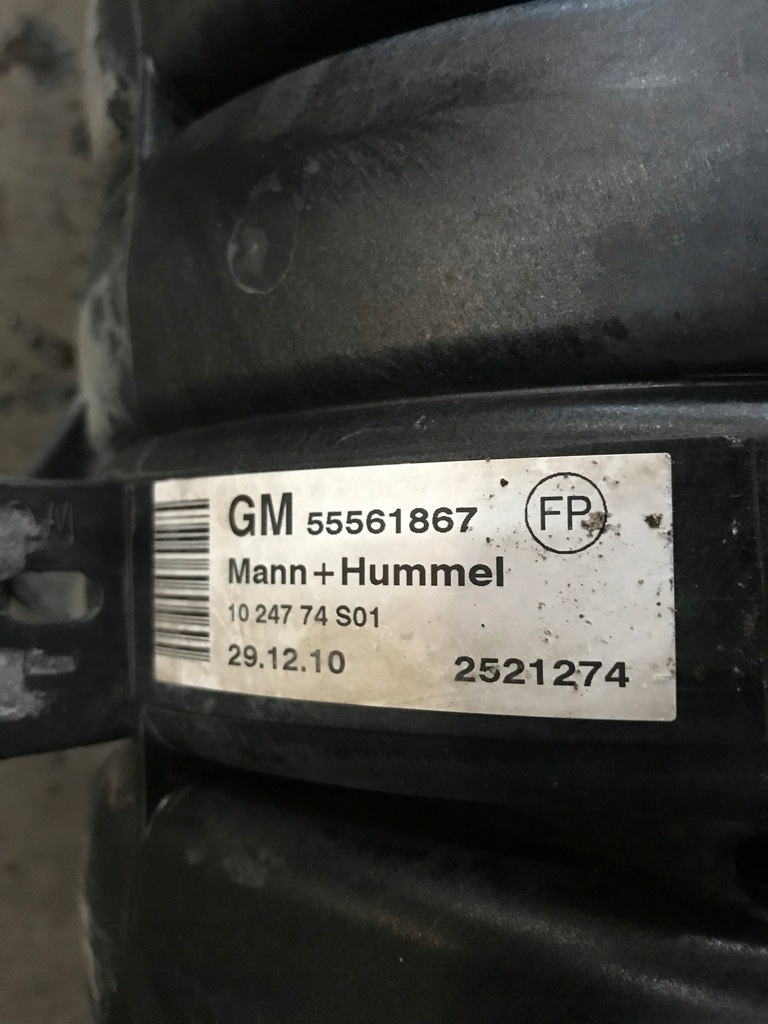 GM 55561867 FP
Mann+Hummel
10 247 74 S01
29.12.10 2521274